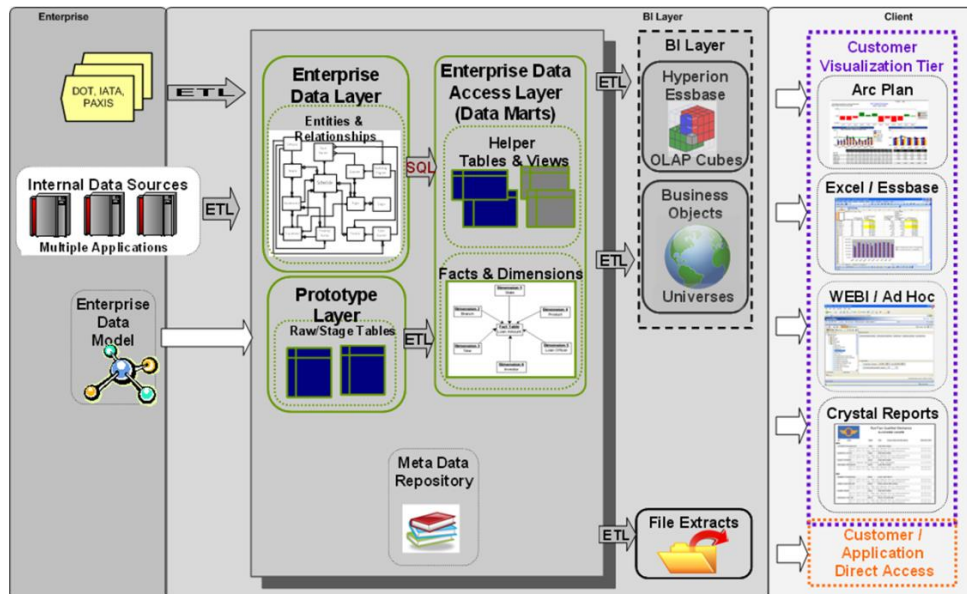 Enterprise
BI Layer
Client
DOT, IATA,
PAXIS
ETL
Internal Data Sources
Multiple Applications
ETL
Enterprise
Data
Model
Enterprise
Data Layer
Entities &
Relationships
SQL
Prototype
Layer
Raw/Stage Tables
ETL
Enterprise Data
Access Layer
(Data Marts)
Helper
Tables & Views
Facts & Dimensions
Fact Table
Meta Data
Repository
ETL
ETL
ETL
BI Layer
Hyperion
Essbase
OLAP Cubes
Business
Objects
Universes
File Extracts
Customer
Visualization Tier
Arc Plan
Excel / Essbase
WEBI / Ad Hoc
Crystal Reports
Customer /
Application
Direct Access